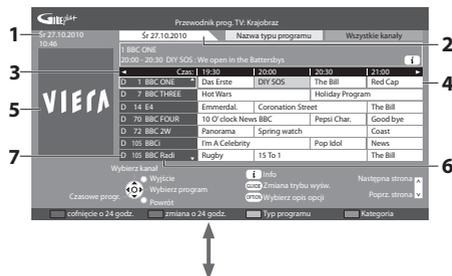 GUIDE Plus+
Przewodnik prog. TV: Krajobraz
1 Śr 27.10.2010 Śr 27.10.2010 Nazwa typu programu Wszystkie kanały 2
10:46
1 BBC ONE
20:00 - 20:30 DIY SOS : We open in the Battersbys i
3 Czas: 19:30 20:00 20:30 21:00
D 1 BBC ONE Das Erste DIY SOS The Bill Red Cap 4
D 7 BBC THREE Hot Wars Holiday Program
5 VIErA D 14 E4 Emmerdal. Coronation Street The Bill
D 70 BBC FOUR 10 O' clock News BBC Pepsi Char. Good bye
D 72 BBC 2W Panorama Spring watch Coast
D 105 BBCi I'm A Celebrity Pop Idol News
7 D 105 BBC Radi Rugby 15 To 1 The Bill
Wybierz kanał 6
Wyjście i Info Następna strona
Czasowe progr. Wybierz program GUIDE Zmiana trybu wyśw.
Powrót OPTION Wybierz opis opcji Poprz. strona
cofnięcie o 24 godz. zmiana o 24 godz. Typ programu Kategoria